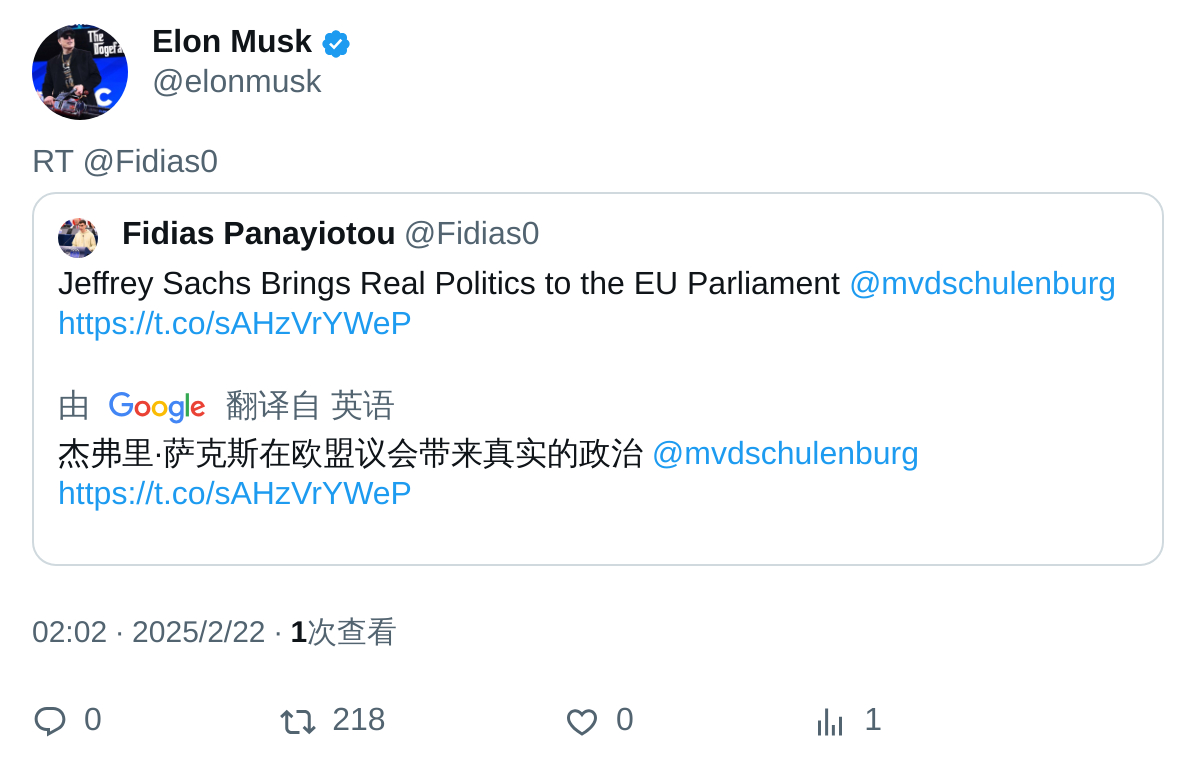 The
Dogefa
C
Elon Musk
@elonmusk
RT @Fidias0
Fidias Panayiotou @Fidias0
Jeffrey Sachs Brings Real Politics to the EU Parliament @mvdschulenburg
https://t.co/sAHzVrYWeP
由 Google 翻译自 英语
杰弗里·萨克斯在欧盟议会带来真实的政治 @mvdschulenburg
https://t.co/sAHzVrYWeP
02:02 · 2025/2/22 · 1次查看
0 218 0 1